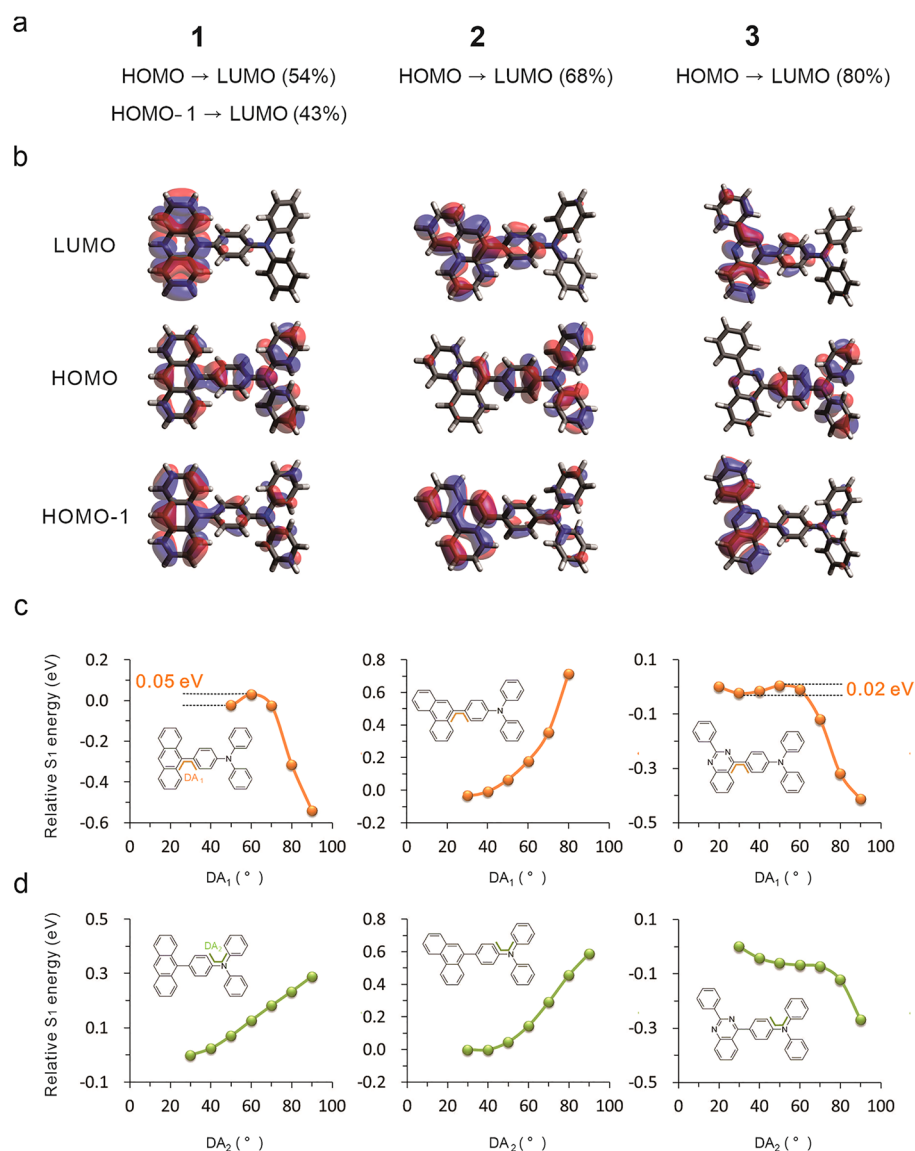 a
1 2 3
HOMO → LUMO (54%) HOMO → LUMO (68%) HOMO → LUMO (80%)
HOMO-1 → LUMO (43%)
b
LUMO
HOMO
HOMO-1
c
Relative S1 energy (eV)
0.2
0.0
-0.2
-0.4
-0.6
0.05 eV
N
DA1
0 20 40 60 80 100
DA1 (°)
0.8
0.6
0.4
0.2
0.0
-0.2
N
0 20 40 60 80 100
DA1 (°)
0.1
-0.1
-0.3
-0.5
0.02 eV
N
N
N
0 20 40 60 80 100
DA1 (°)
d
Relative S1 energy (eV)
0.5
0.3
0.1
-0.1
DA2
N
0 20 40 60 80 100
DA2 (°)
0.8
0.6
0.4
0.2
0.0
-0.2
N
0 20 40 60 80 100
DA2 (°)
-0.1
-0.1
-0.3
-0.5
N
N
N
0 20 40 60 80 100
DA2 (°)